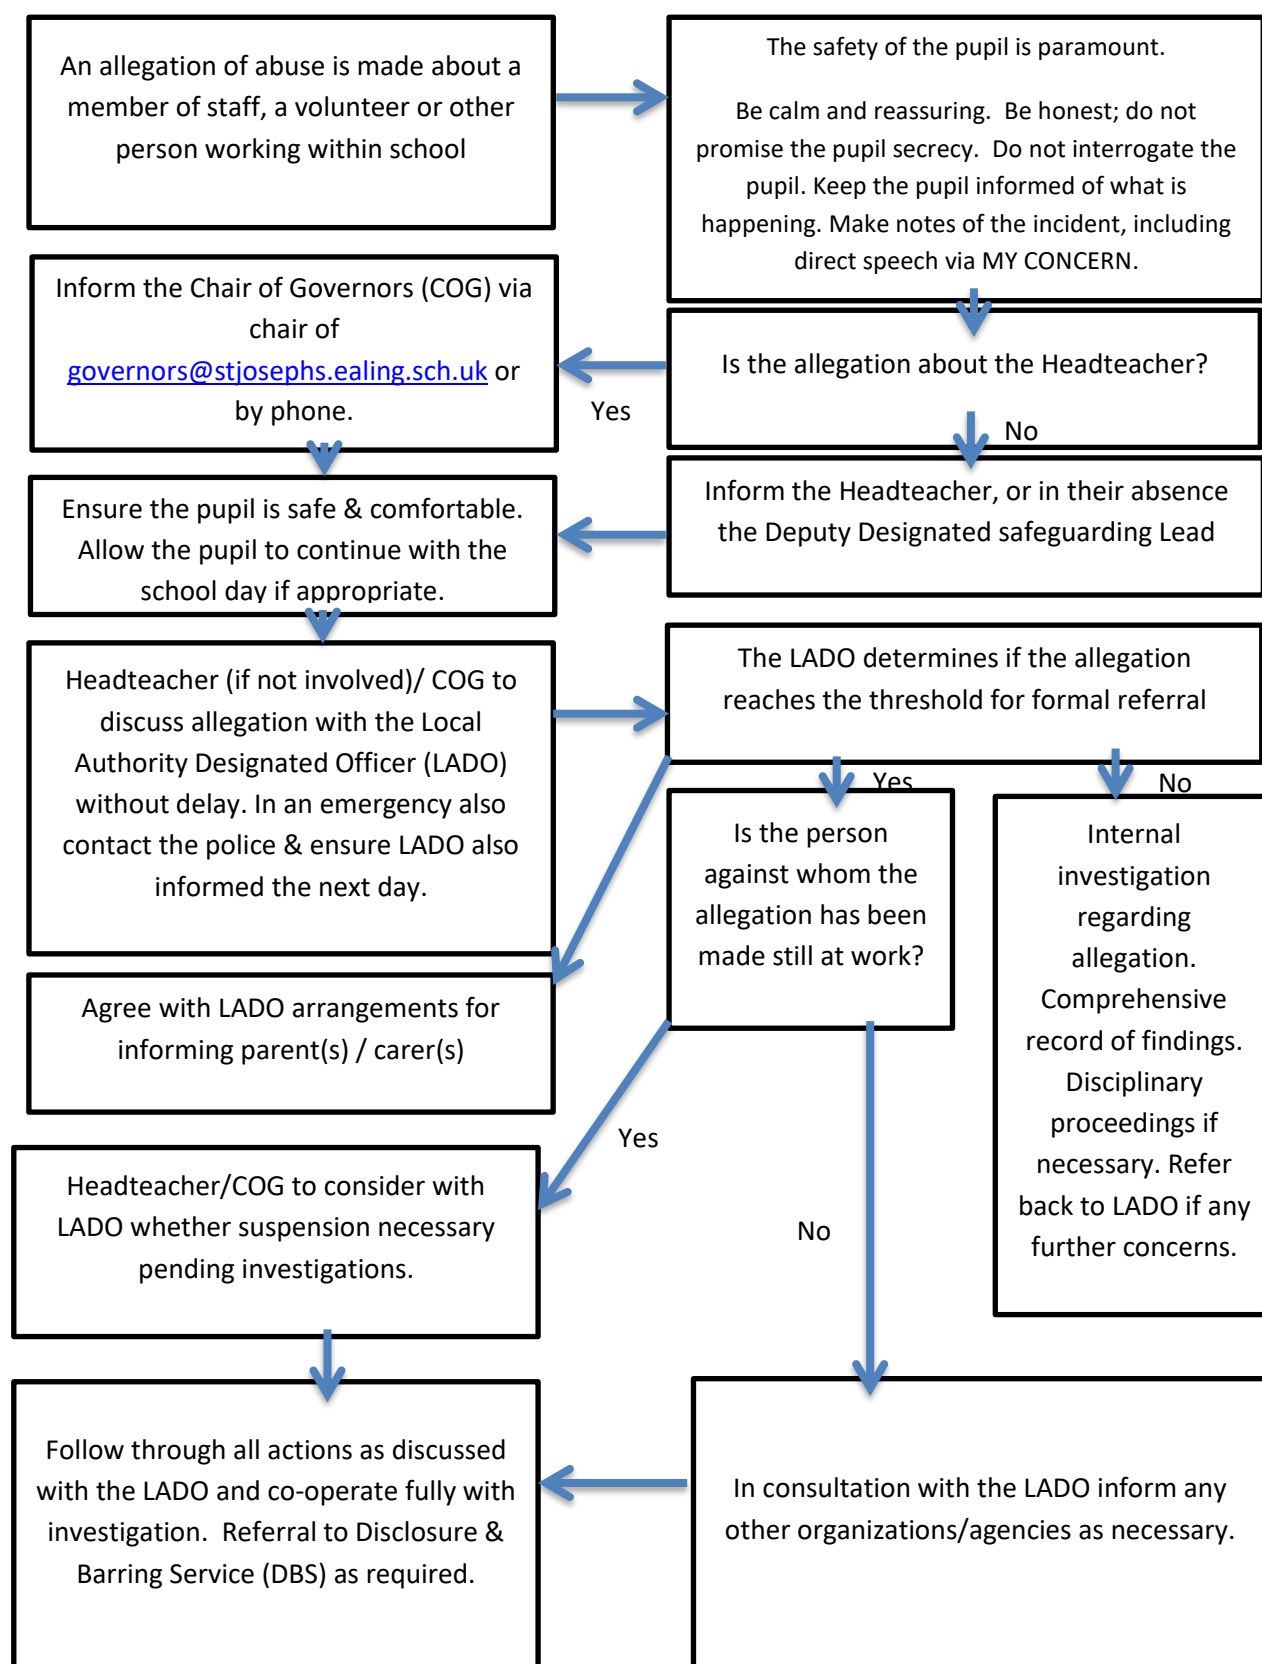 An allegation of abuse is made about a
member of staff, a volunteer or other
person working within school
The safety of the pupil is paramount.
Be calm and reassuring.  Be honest; do not
promise the pupil secrecy.  Do not interrogate the
pupil. Keep the pupil informed of what is
happening. Make notes of the incident, including
direct speech via MY CONCERN.
Inform the Chair of Governors (COG) via
chair of
governors@stjosephs.ealing.sch.uk or
by phone.
Yes
Is the allegation about the Headteacher?
No
Ensure the pupil is safe & comfortable.
Allow the pupil to continue with the
school day if appropriate.
Inform the Headteacher, or in their absence
the Deputy Designated safeguarding Lead
Headteacher (if not involved)/ COG to
discuss allegation with the Local
Authority Designated Officer (LADO)
without delay. In an emergency also
contact the police & ensure LADO also
informed the next day.
The LADO determines if the allegation
reaches the threshold for formal referral
Yes
No
Is the person
against whom the
allegation has been
made still at work?
Internal
investigation
regarding
allegation.
Comprehensive
record of findings.
Disciplinary
proceedings if
necessary. Refer
back to LADO if any
further concerns.
Agree with LADO arrangements for
informing parent(s) / carer(s)
Yes
No
Headteacher/COG to consider with
LADO whether suspension necessary
pending investigations.
Follow through all actions as discussed
with the LADO and co-operate fully with
investigation.  Referral to Disclosure &
Barring Service (DBS) as required.
In consultation with the LADO inform any
other organizations/agencies as necessary.